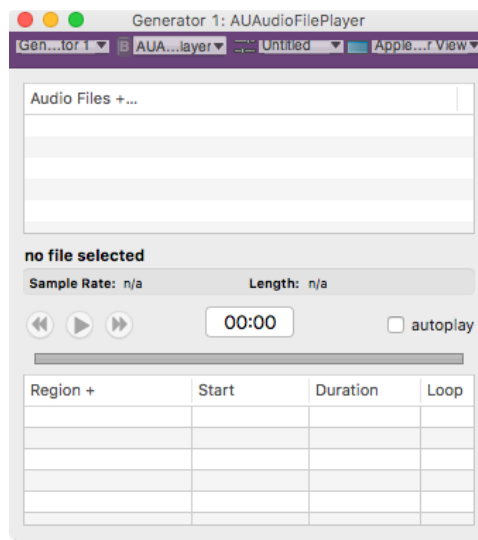 Generator 1: AUAudioFilePlayer
Gen...tor 1 B AUA...layer Untitled Apple...r View
Audio Files +...
no file selected
Sample Rate: n/a Length: n/a
00:00 autoplay
Region + Start Duration Loop